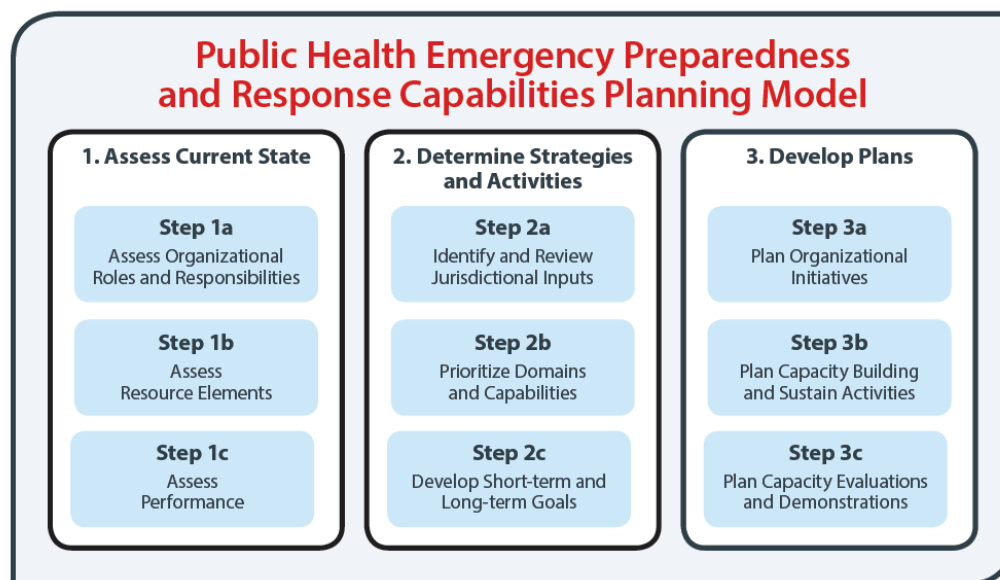 Public Health Emergency Preparedness
and Response Capabilities Planning Model
1. Assess Current State
Step 1a
Assess Organizational
Roles and Responsibilities
Step 1b
Assess
Resource Elements
Step 1c
Assess
Performance
2. Determine Strategies
and Activities
Step 2a
Identify and Review
Jurisdictional Inputs
Step 2b
Prioritize Domains
and Capabilities
Step 2c
Develop Short-term and
Long-term Goals
3. Develop Plans
Step 3a
Plan Organizational
Initiatives
Step 3b
Plan Capacity Building
and Sustain Activities
Step 3c
Plan Capacity Evaluations
and Demonstrations